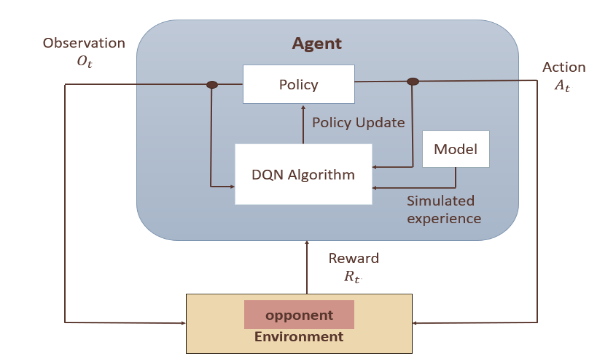 Agent
Observation
O_t
Action
A_t
Policy
Policy Update
Model
DQN Algorithm
Simulated
experience
Reward
R_t
opponent
Environment